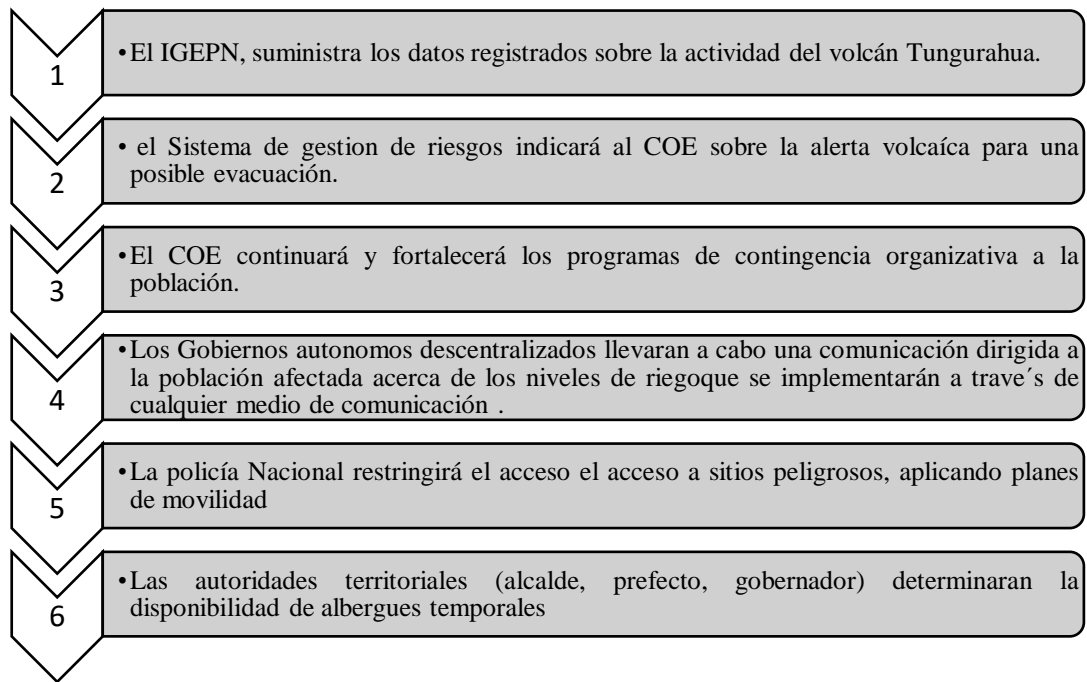 1
•El IGEPN, suministra los datos registrados sobre la actividad del volcán Tungurahua.
2
• el Sistema de gestion de riesgos indicará al COE sobre la alerta volcaíca para una
posible evacuación.
3
•El COE continuará y fortalecerá los programas de contingencia organizativa a la
población.
4
•Los Gobiernos autonomos descentralizados llevaran a cabo una comunicación dirigida a
la población afectada acerca de los niveles de riegoque se implementarán a trave´s de
cualquier medio de comunicación .
5
•La policía Nacional restringirá el acceso el acceso a sitios peligrosos, aplicando planes
de movilidad
6
•Las autoridades territoriales (alcalde, prefecto, gobernador) determinaran la
disponibilidad de albergues temporales